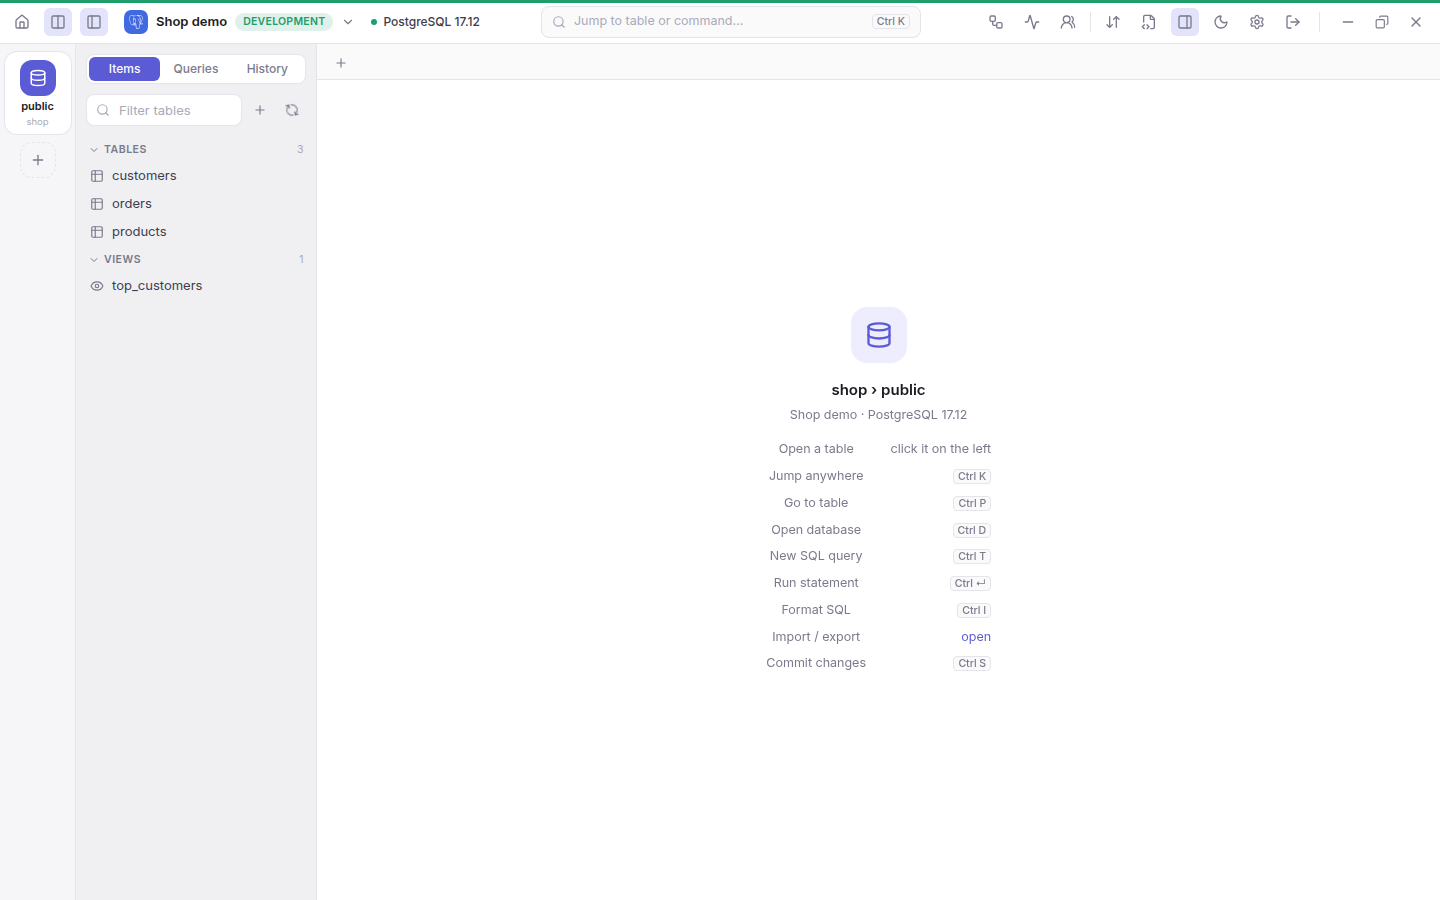 Shop demo
DEVELOPMENT
PostgreSQL 17.12
Jump to table or command...
Ctrl K
public
shop
Items
Queries
History
Filter tables
TABLES
3
customers
orders
products
VIEWS
1
top_customers
shop › public
Shop demo · PostgreSQL 17.12
Open a table click it on the left
Jump anywhere Ctrl K
Go to table Ctrl P
Open database Ctrl D
New SQL query Ctrl T
Run statement Ctrl ↵
Format SQL Ctrl I
Import / export open
Commit changes Ctrl S